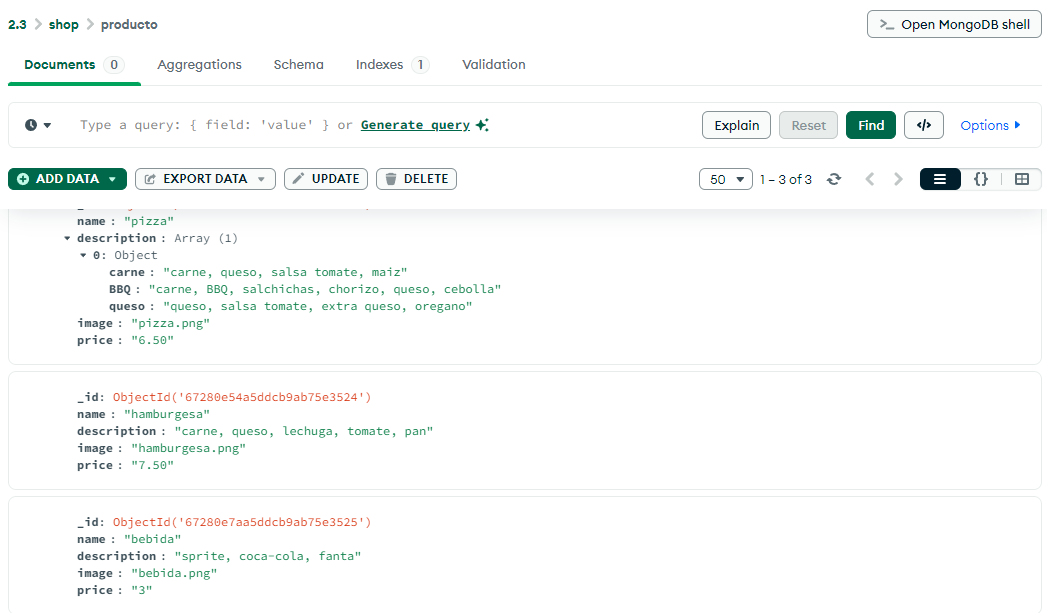 2.3 > shop > producto
>_ Open MongoDB shell
Documents 0 Aggregations Schema Indexes 1 Validation
Type a query: { field: 'value' } or Generate query
Explain Reset Find </> Options
ADD DATA EXPORT DATA UPDATE DELETE
50 1 – 3 of 3 {}
name : "pizza"
description : Array (1)
0: Object
carne : "carne, queso, salsa tomate, maiz"
BBQ : "carne, BBQ, salchichas, chorizo, queso, cebolla"
queso : "queso, salsa tomate, extra queso, oregano"
image : "pizza.png"
price : "6.50"
_id: ObjectId('67280e54a5ddcb9ab75e3524')
name : "hamburgesa"
description : "carne, queso, lechuga, tomate, pan"
image : "hamburgesa.png"
price : "7.50"
_id: ObjectId('67280e7aa5ddcb9ab75e3525')
name : "bebida"
description : "sprite, coca-cola, fanta"
image : "bebida.png"
price : "3"